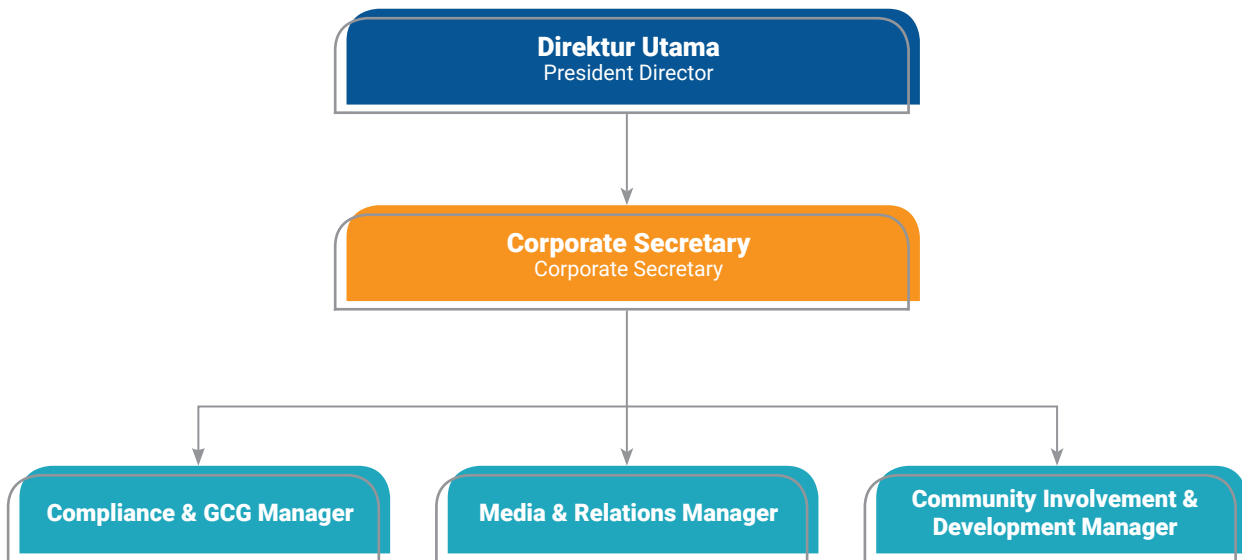 Direktur Utama
President Director
Corporate Secretary
Corporate Secretary
Compliance & GCG Manager
Media & Relations Manager
Community Involvement &
Development Manager